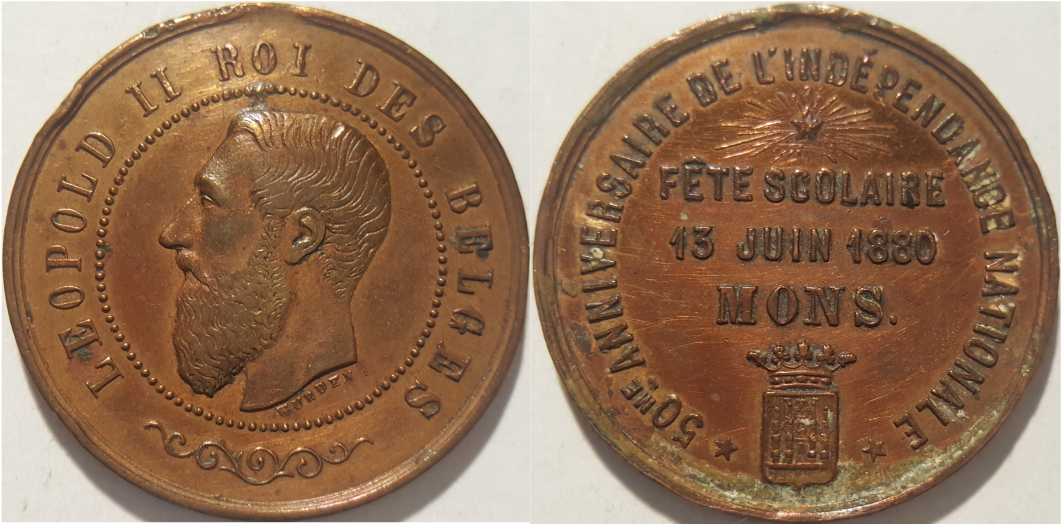 LEOPOLD II ROI DES BELGES
WURDEN
50ME ANNIVERSAIRE DE L'INDÉPENDANCE NATIONALE
FÊTE SCOLAIRE
13 JUIN 1880
MONS.